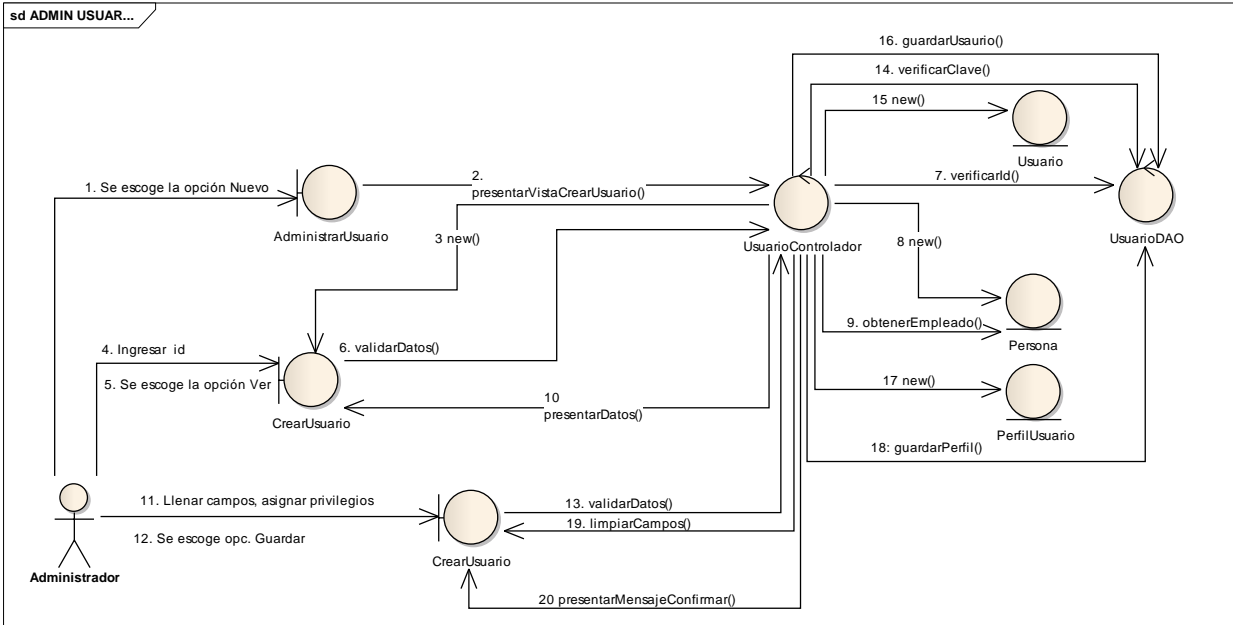 sd ADMIN USUAR...
16. guardarUsaurio()
14. verificarClave()
15 new()
Usuario
1. Se escoge la opción Nuevo
2.
presentarVistaCrearUsuario()
7. verificarId()
AdministrarUsuario
3 new()
UsuarioControlador
8 new()
UsuarioDAO
4. Ingresar id
6. validarDatos()
9. obtenerEmpleado()
Persona
5. Se escoge la opción Ver
10
presentarDatos()
17 new()
CrearUsuario
PerfilUsuario
18: guardarPerfil()
11. Llenar campos, asignar privilegios
13. validarDatos()
19. limpiarCampos()
12. Se escoge opc. Guardar
CrearUsuario
Administrador
20 presentarMensajeConfirmar()